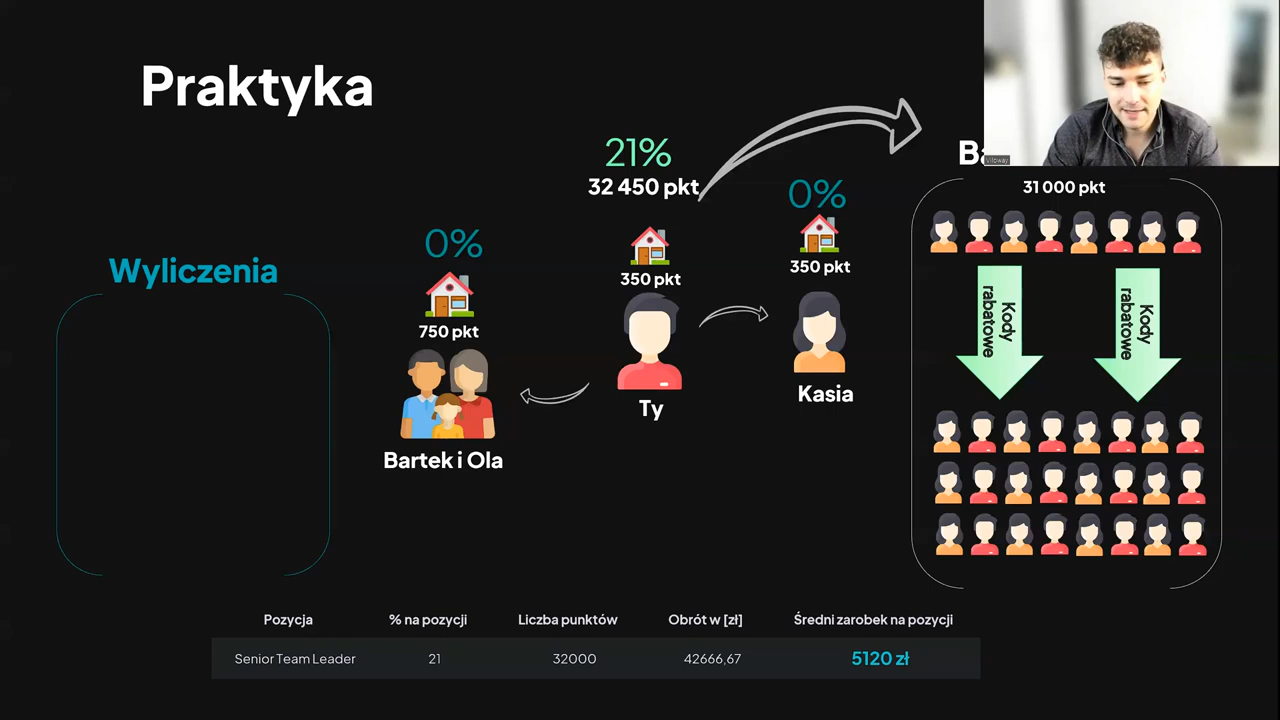 Praktyka
21%
32 450 pkt
0%
350 pkt
Kasia
350 pkt
Ty
0%
750 pkt
Bartek i Ola
Wyliczenia
31 000 pkt
Kody
rabatowe
Kody
rabatowe
Pozycja % na pozycji Liczba punktów Obrót w [zł] Średni zarobek na pozycji
Senior Team Leader 21 32000 42666,67 5120 zł